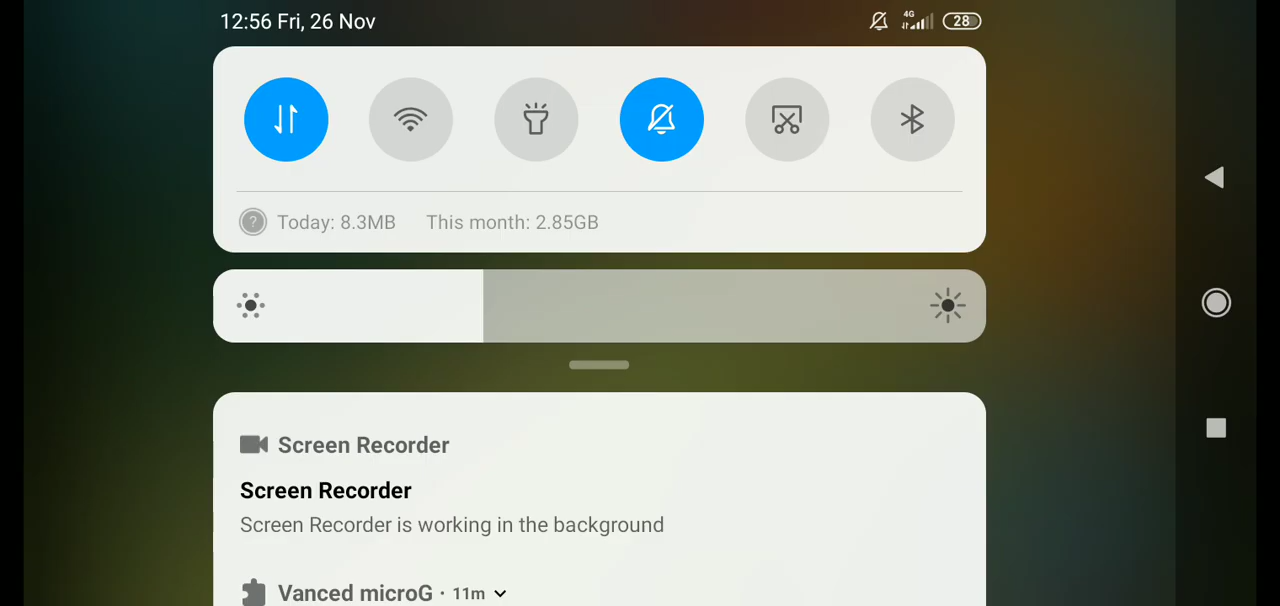 12:56 Fri, 26 Nov
4G
28
Today: 8.3MB This month: 2.85GB
Screen Recorder
Screen Recorder
Screen Recorder is working in the background
Vanced microG · 11m